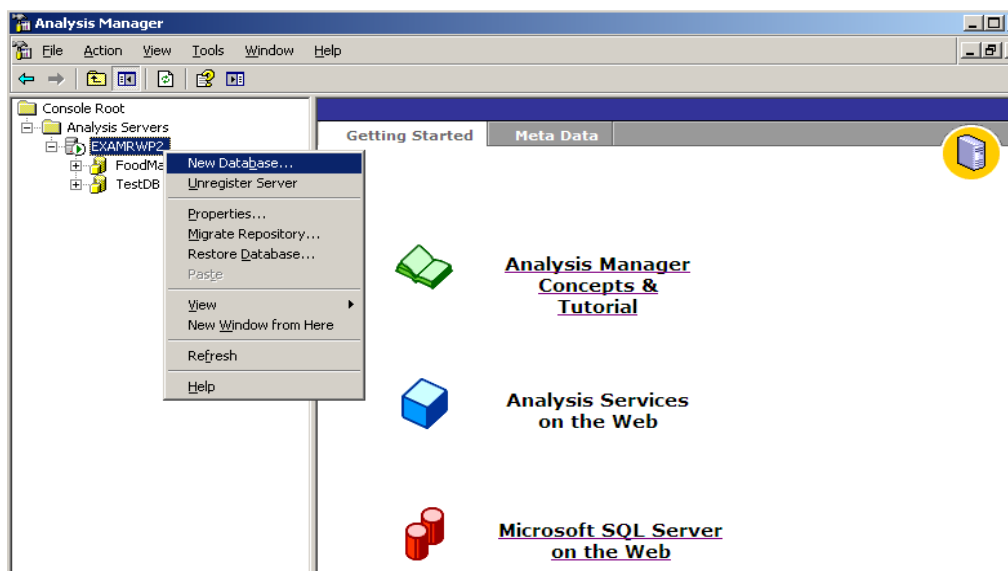 Analysis Manager
File Action View Tools Window Help
Console Root
Analysis Servers
EXAMRWP2
FoodMa
TestDB
New Database...
Unregister Server
Properties...
Migrate Repository...
Restore Database...
Paste
View
New Window from Here
Refresh
Help
Getting Started Meta Data
Analysis Manager
Concepts &
Tutorial
Analysis Services
on the Web
Microsoft SQL Server
on the Web